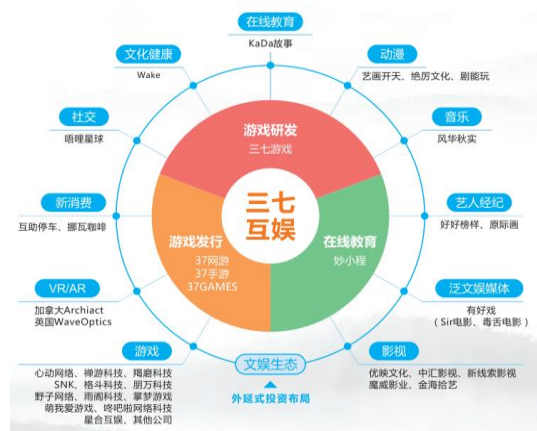 在线教育
KaDa故事
文化健康
Wake
动漫
艺画开天、绝厉文化、剧能玩
社交
唔哩星球
音乐
风华秋实
新消费
互助停车、挪瓦咖啡
艺人经纪
好好榜样、原际画
VR/AR
加拿大Archiact
英国WaveOptics
泛文娱媒体
有好戏
(Sir电影、毒舌电影)
游戏
心动网络、禅游科技、羯磨科技
SNK、格斗科技、朋万科技
野子网络、雨阁科技、掌梦游戏
萌我爱游戏、咚吧啦网络科技
星合互娱、其他公司
影视
优映文化、中汇影视、新线索影视
魔威影业、金海拾艺
文娱生态
外延式投资布局
游戏研发
三七游戏
三七
互娱
游戏发行
37网游
37手游
37GAMES
在线教育
妙小程